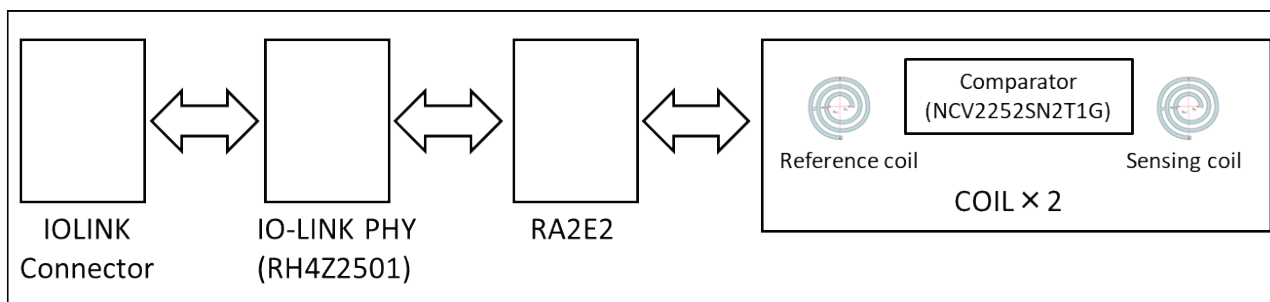 IOLINK
Connector
IO-LINK PHY
(RH4Z2501)
RA2E2
Comparator
(NCV2252SN2T1G)
Reference coil
Sensing coil
COIL × 2